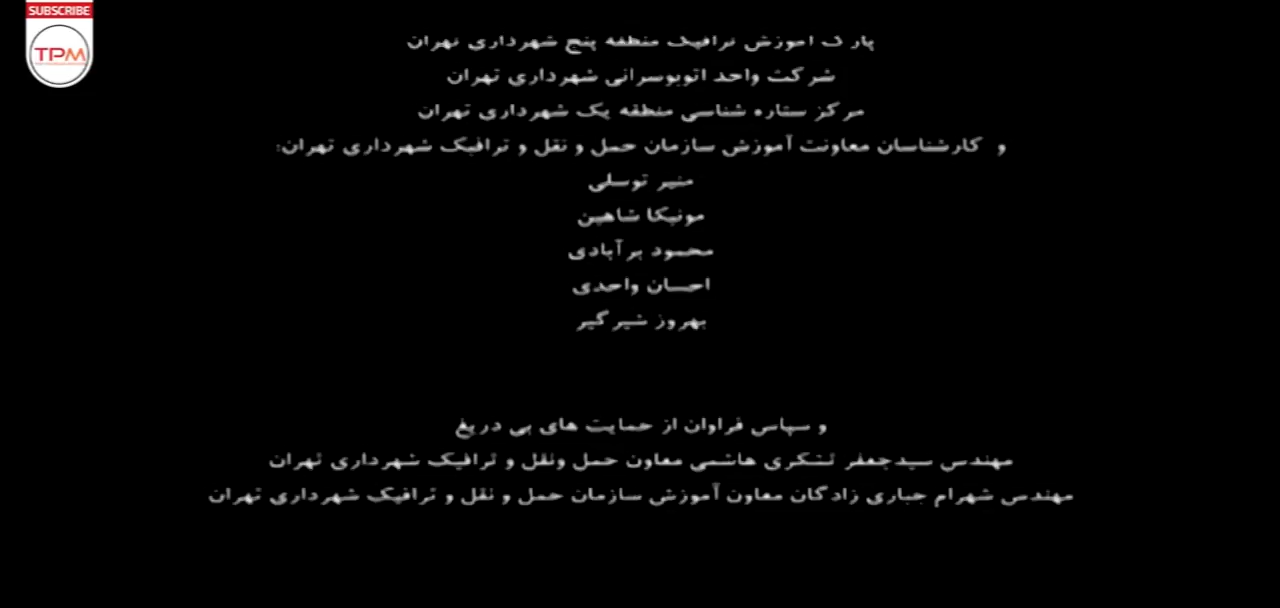 SUBSCRIBE
TPM
پارک آموزش ترافیک منطقه پنج شهرداری تهران
شرکت واحد اتوبوسرانی شهرداری تهران
مرکز ستاره شناسی منطقه یک شهرداری تهران
و کارشناسان معاونت آموزش سازمان حمل و نقل و ترافیک شهرداری تهران:
منیر توسلی
مونیکا شاهین
محمود برآبادی
احسان واحدی
بهروز شیرگیر
و سپاس فراوان از حمایت های بی دریغ
مهندس سیدجعفر تشکری هاشمی معاون حمل ونقل و ترافیک شهرداری تهران
مهندس شهرام جباری زادگان معاون آموزش سازمان حمل و نقل و ترافیک شهرداری تهران